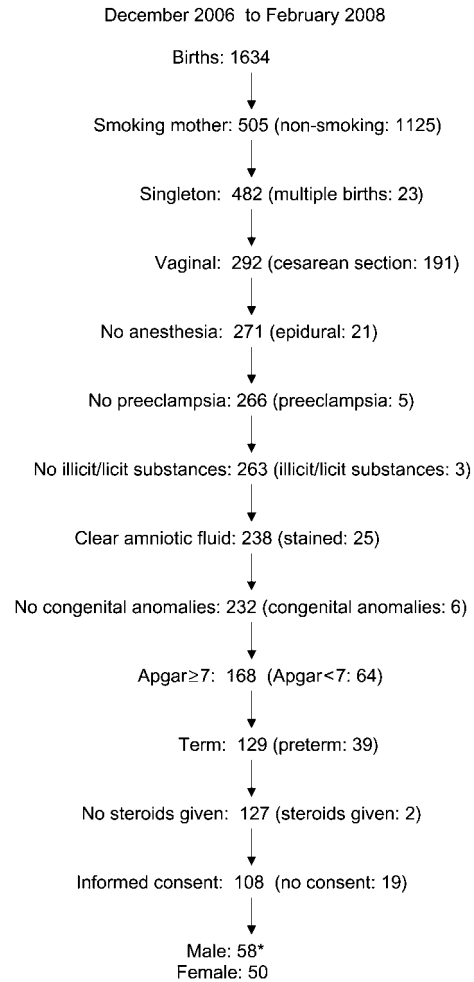 December 2006 to February 2008
Births: 1634
Smoking mother: 505 (non-smoking: 1125)
Singleton: 482 (multiple births: 23)
Vaginal: 292 (cesarean section: 191)
No anesthesia: 271 (epidural: 21)
No preeclampsia: 266 (preeclampsia: 5)
No illicit/licit substances: 263 (illicit/licit substances: 3)
Clear amniotic fluid: 238 (stained: 25)
No congenital anomalies: 232 (congenital anomalies: 6)
Apgar≥7: 168 (Apgar<7: 64)
Term: 129 (preterm: 39)
No steroids given: 127 (steroids given: 2)
Informed consent: 108 (no consent: 19)
Male: 58*
Female: 50